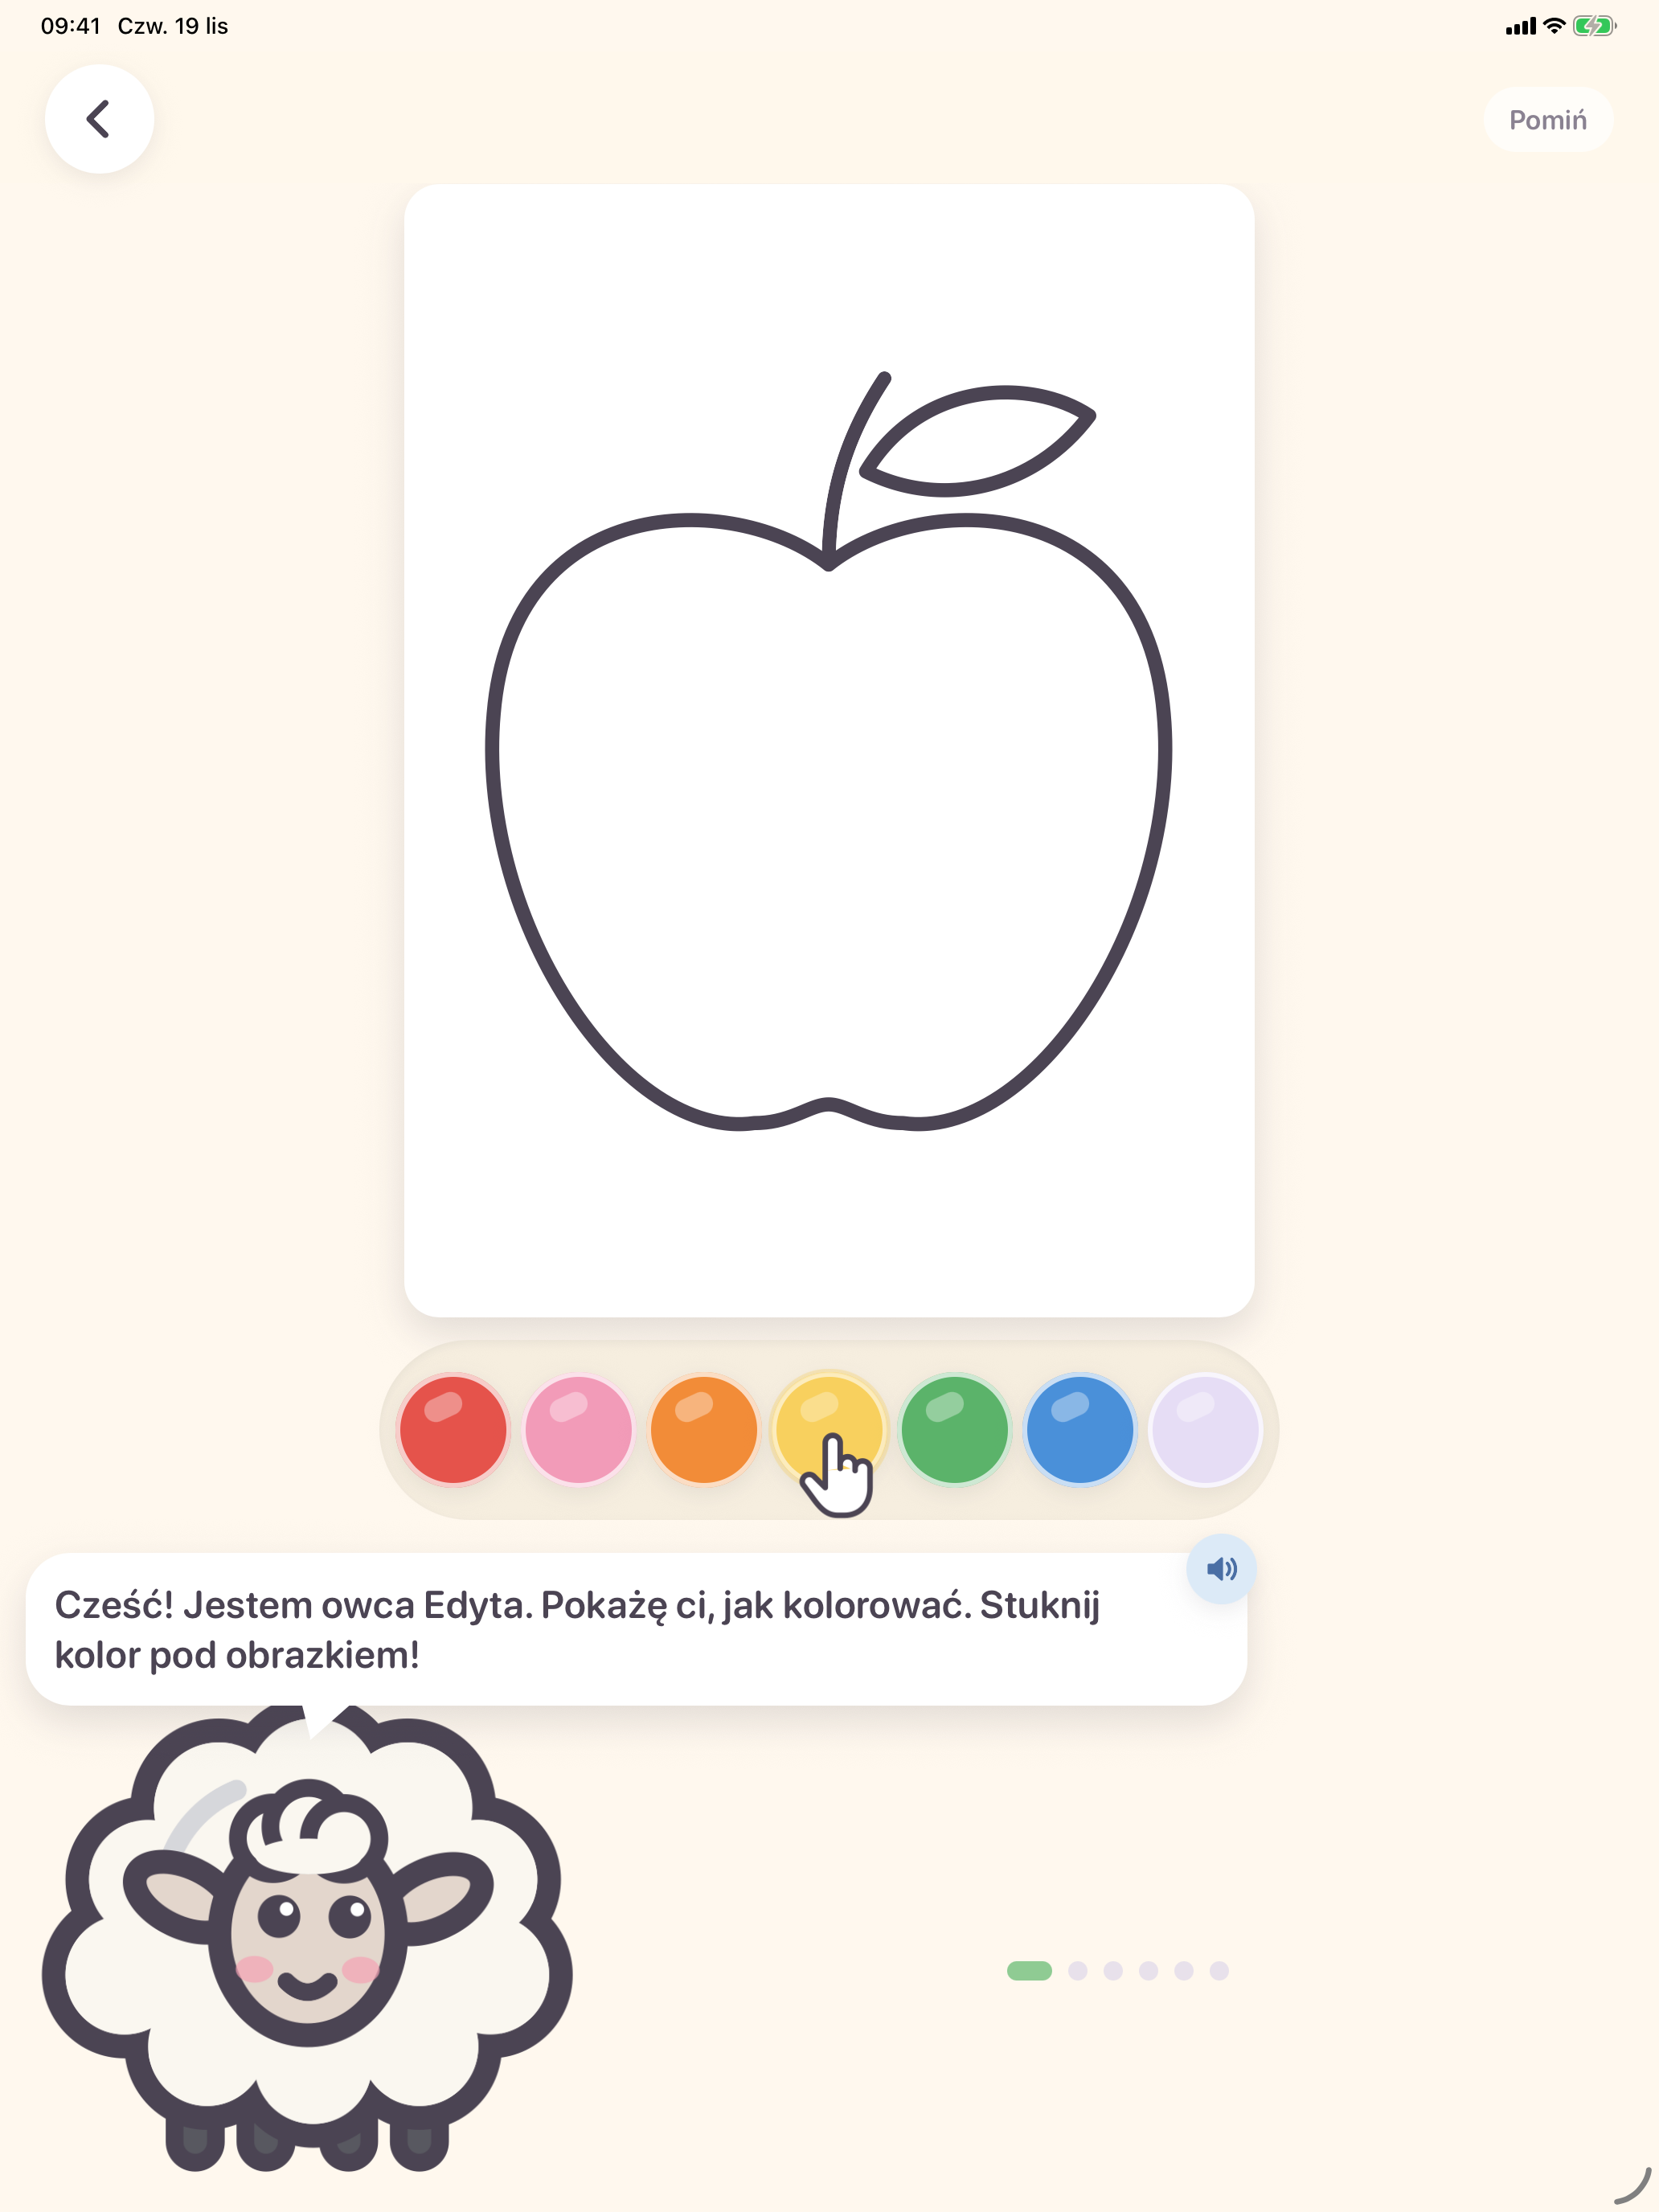 09:41 Czw. 19 lis
Pomiń
Cześć! Jestem owca Edyta. Pokażę ci, jak kolorować. Stuknij
kolor pod obrazkiem!